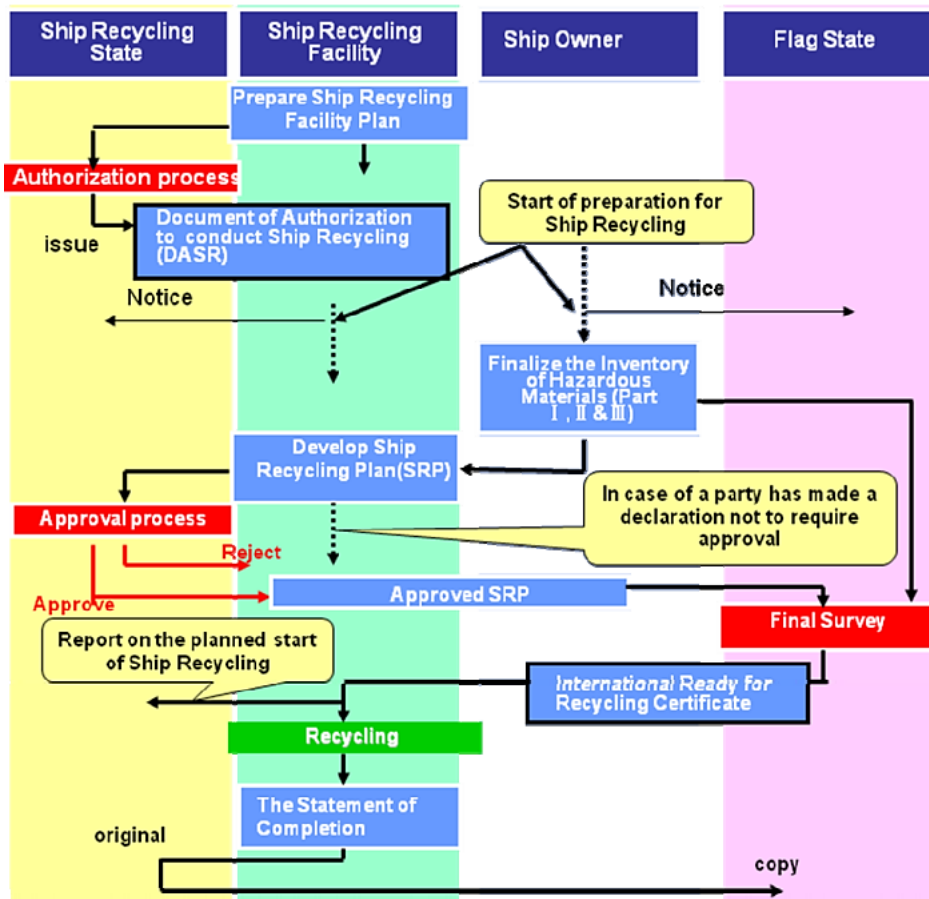 Ship Recycling
State
Ship Recycling
Facility
Ship Owner
Flag State
Prepare Ship Recycling
Facility Plan
Authorization process
issue
Document of Authorization
to conduct Ship Recycling
(DASR)
Start of preparation for
Ship Recycling
Notice
Notice
Finalize the Inventory
of Hazardous
Materials (Part
Ⅰ, Ⅱ & Ⅲ)
Develop Ship
Recycling Plan(SRP)
Approval process
In case of a party has made a
declaration not to require
approval
Reject
Approve
Approved SRP
Final Survey
Report on the planned start
of Ship Recycling
International Ready for
Recycling Certificate
Recycling
The Statement of
Completion
original
copy